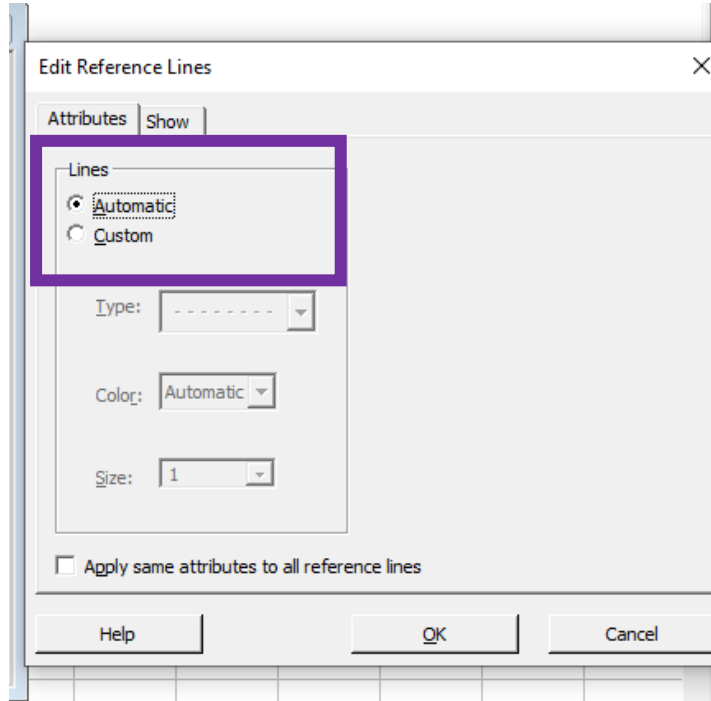 Edit Reference Lines
Attributes Show
Lines
Automatic
Custom
Type:
Color: Automatic
Size: 1
Apply same attributes to all reference lines
Help OK Cancel